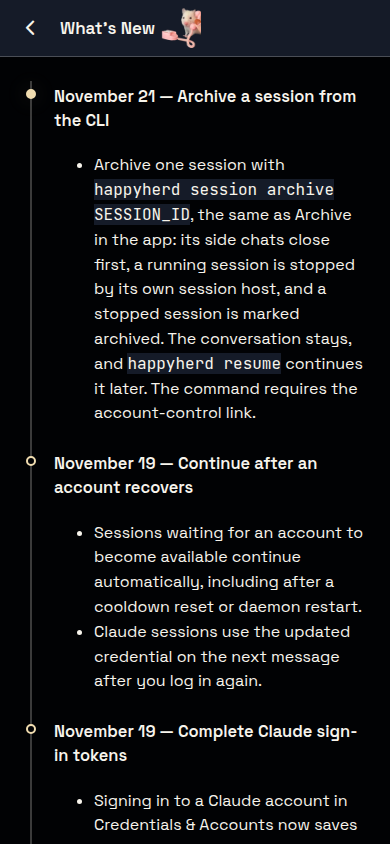 What's New
November 21 — Archive a session from
the CLI
Archive one session with
happyherd session archive
SESSION_ID, the same as Archive
in the app: its side chats close
first, a running session is stopped
by its own session host, and a
stopped session is marked
archived. The conversation stays,
and happyherd resume continues
it later. The command requires the
account-control link.
November 19 — Continue after an
account recovers
Sessions waiting for an account to
become available continue
automatically, including after a
cooldown reset or daemon restart.
Claude sessions use the updated
credential on the next message
after you log in again.
November 19 — Complete Claude sign-
in tokens
Signing in to a Claude account in
Credentials & Accounts now saves